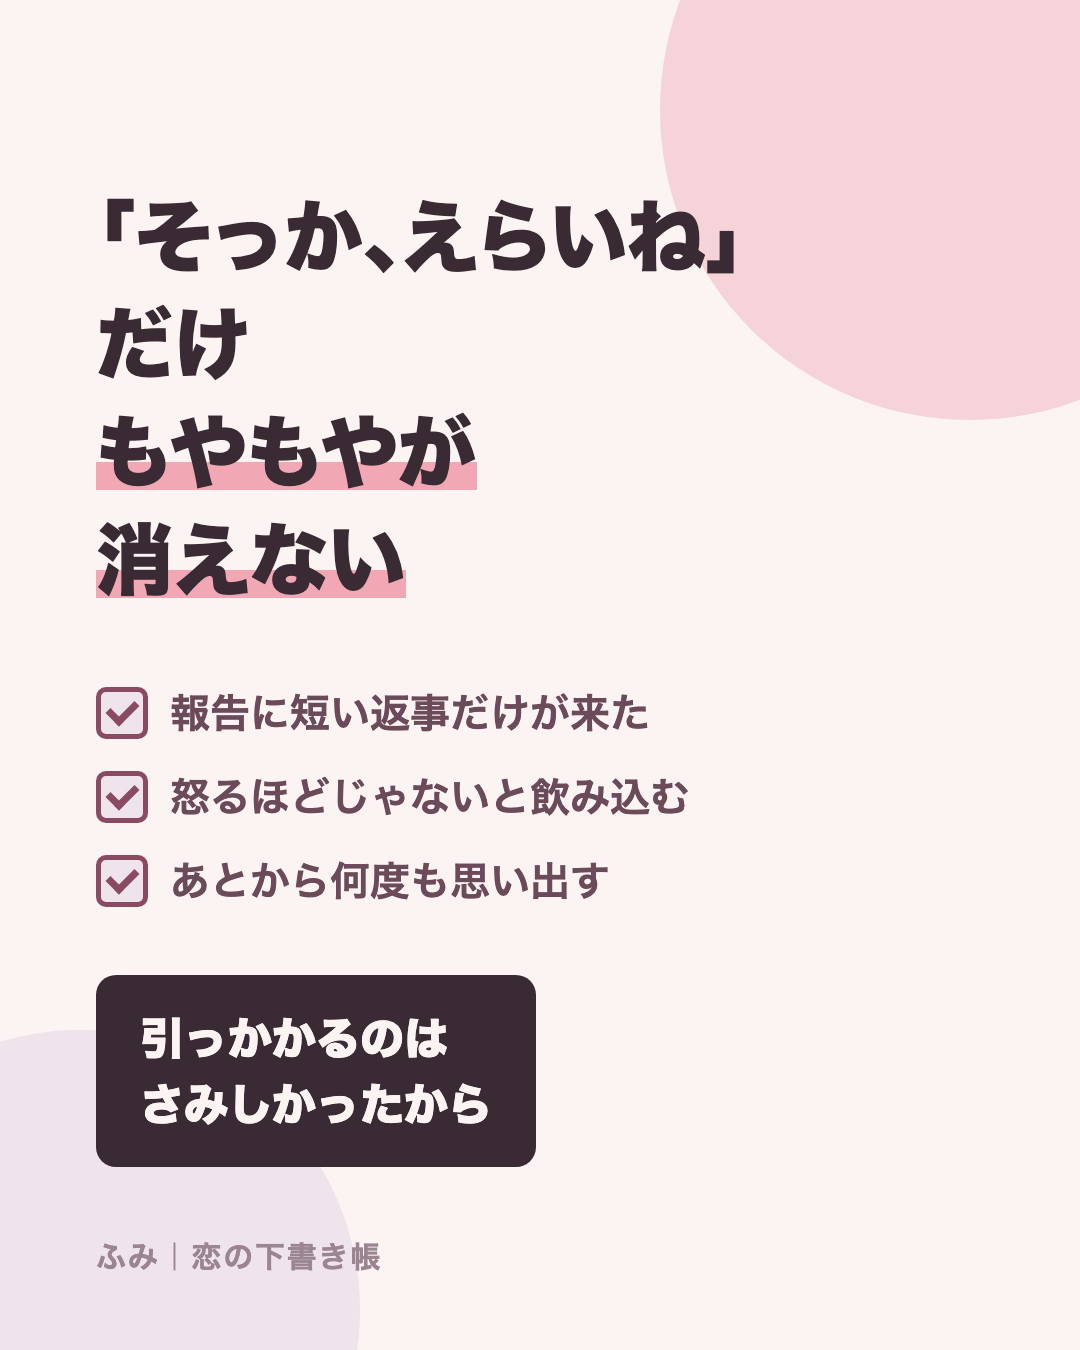 「そっか、えらいね」
だけ
もやもやが
消えない
報告に短い返事だけが来た
怒るほどじゃないと飲み込む
あとから何度も思い出す
引っかかるのは
さみしかったから
ふみ｜恋の下書き帳